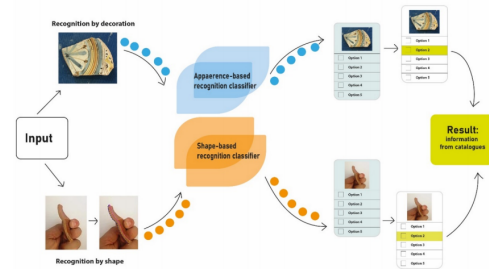 Recognition by decoration
Input
Recognition by shape
Appaerence-based
recognition classifier
Shape-based
recognition classifier
Option 1
Option 2
Option 3
Option 4
Option 5
Option 1
Option 2
Option 3
Option 4
Option 5
Option 1
Option 2
Option 3
Option 4
Option 5
Option 1
Option 2
Option 3
Option 4
Option 5
Result:
information
from catalogues